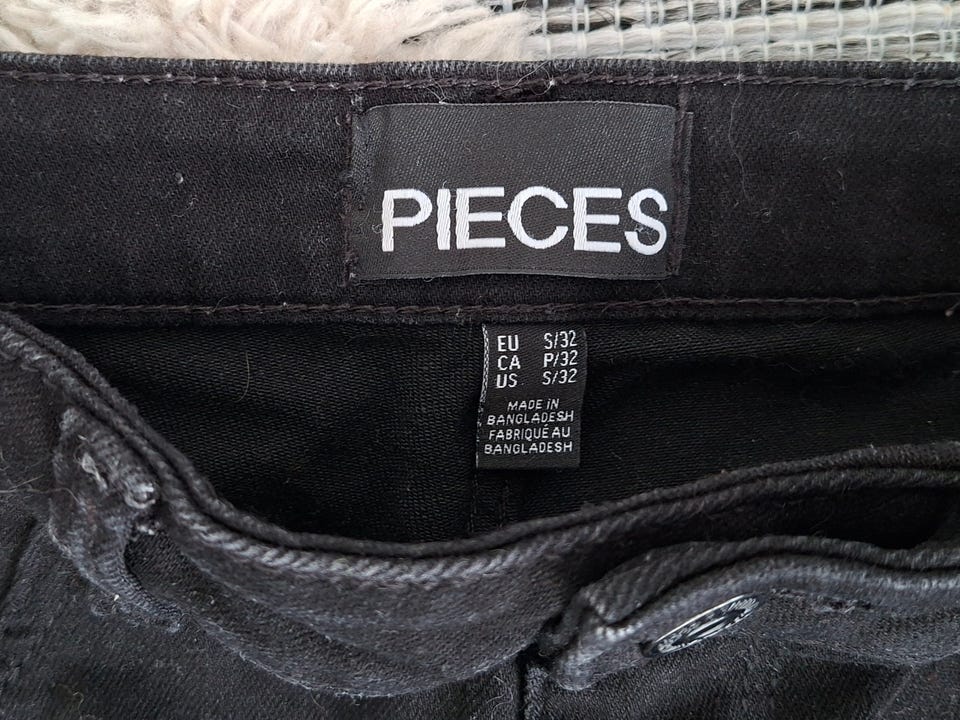 PIECES
EU S/32
CA P/32
US S/32
MADE IN
BANGLADESH
FABRIQUÉ AU
BANGLADESH